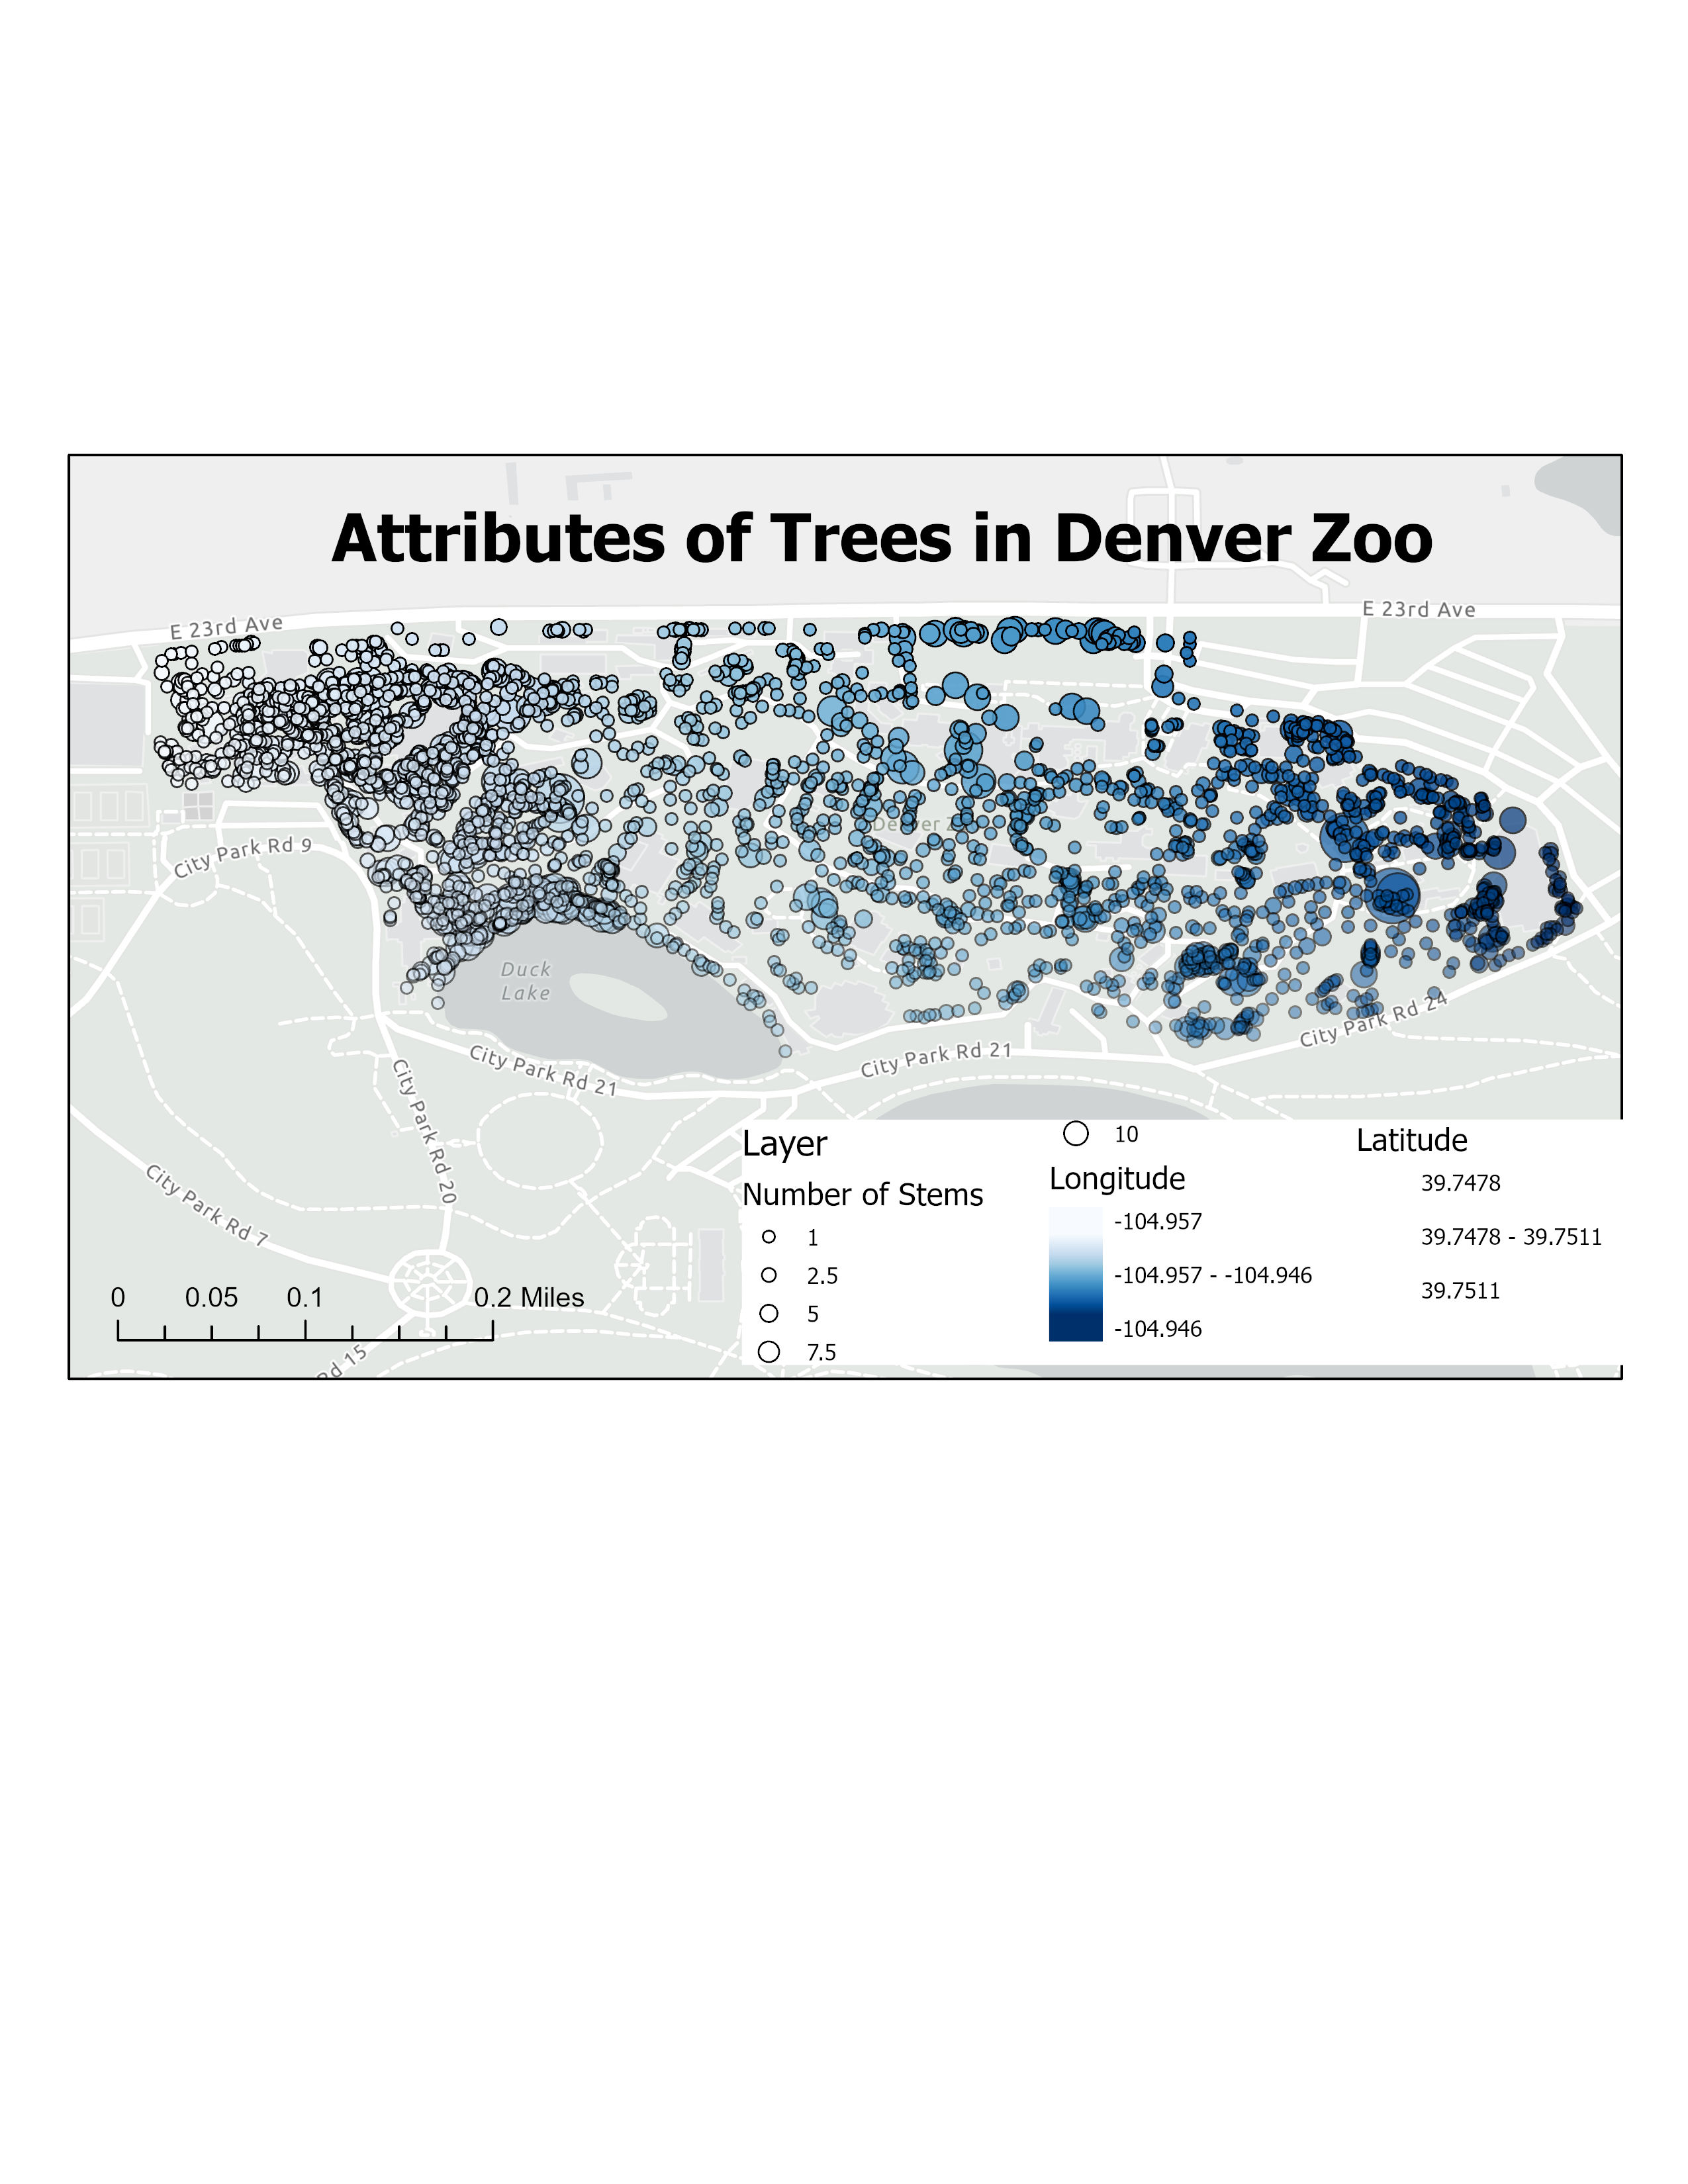 Attributes of Trees in Denver Zoo
E 23rd Ave
E 23rd Ave
City Park Rd 9
Denver Z
Duck
Lake
City Park Rd 24
City Park Rd 21
City Park Rd 21
City Park Rd 20
City Park Rd 7
Rd 15
0 0.05 0.1 0.2 Miles
Layer
Number of Stems
1
2.5
5
7.5
10
Longitude
-104.957
-104.957 - -104.946
-104.946
Latitude
39.7478
39.7478 - 39.7511
39.7511